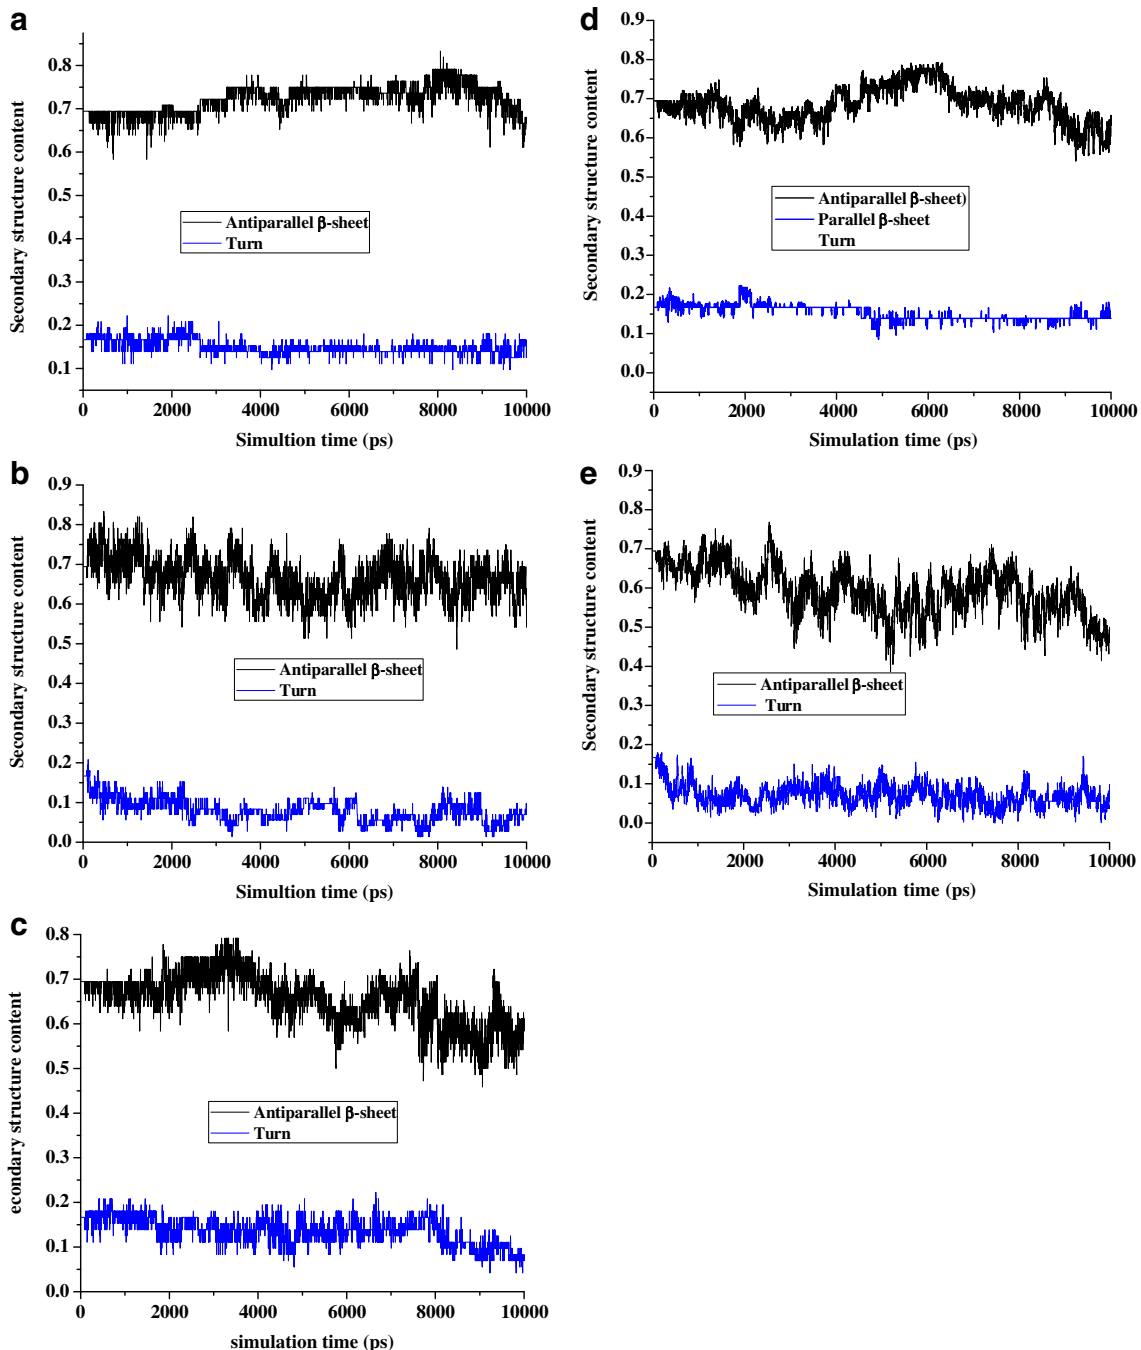 a
Secondary structure content
0.8
0.7
0.6
0.5
0.4
0.3
0.2
0.1
Antiparallel β-sheet
Turn
0 2000 4000 6000 8000 10000
Simultion time (ps)
d
Secondary structure content
0.9
0.8
0.7
0.6
0.5
0.4
0.3
0.2
0.1
0.0
Antiparallel β-sheet)
Parallel β-sheet
Turn
0 2000 4000 6000 8000 10000
Simulation time (ps)
b
Secondary structure content
0.9
0.8
0.7
0.6
0.5
0.4
0.3
0.2
0.1
0.0
Antiparallel β-sheet
Turn
0 2000 4000 6000 8000 10000
Simultion time (ps)
e
Secondary structure content
0.9
0.8
0.7
0.6
0.5
0.4
0.3
0.2
0.1
0.0
Antiparallel β-sheet
Turn
0 2000 4000 6000 8000 10000
Simulation time (ps)
c
econdary structure content
0.8
0.7
0.6
0.5
0.4
0.3
0.2
0.1
0.0
Antiparallel β-sheet
Turn
0 2000 4000 6000 8000 10000
simulation time (ps)